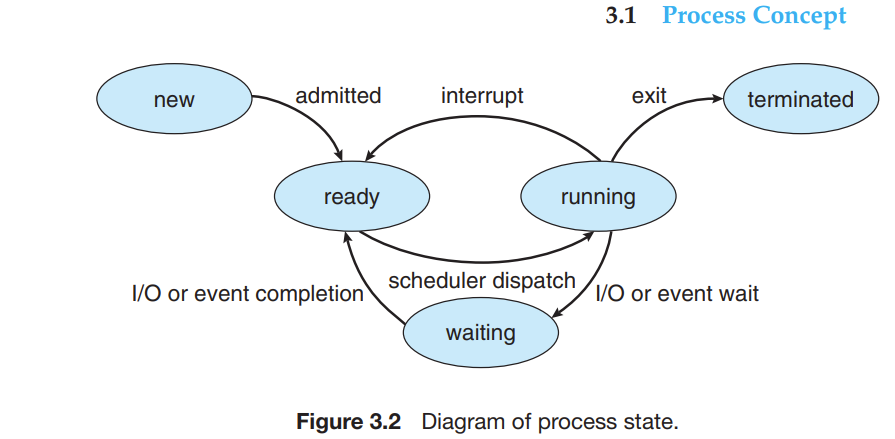 3.1 Process Concept
new
admitted
interrupt
exit
terminated
ready
running
scheduler dispatch
I/O or event completion
I/O or event wait
waiting
Figure 3.2 Diagram of process state.